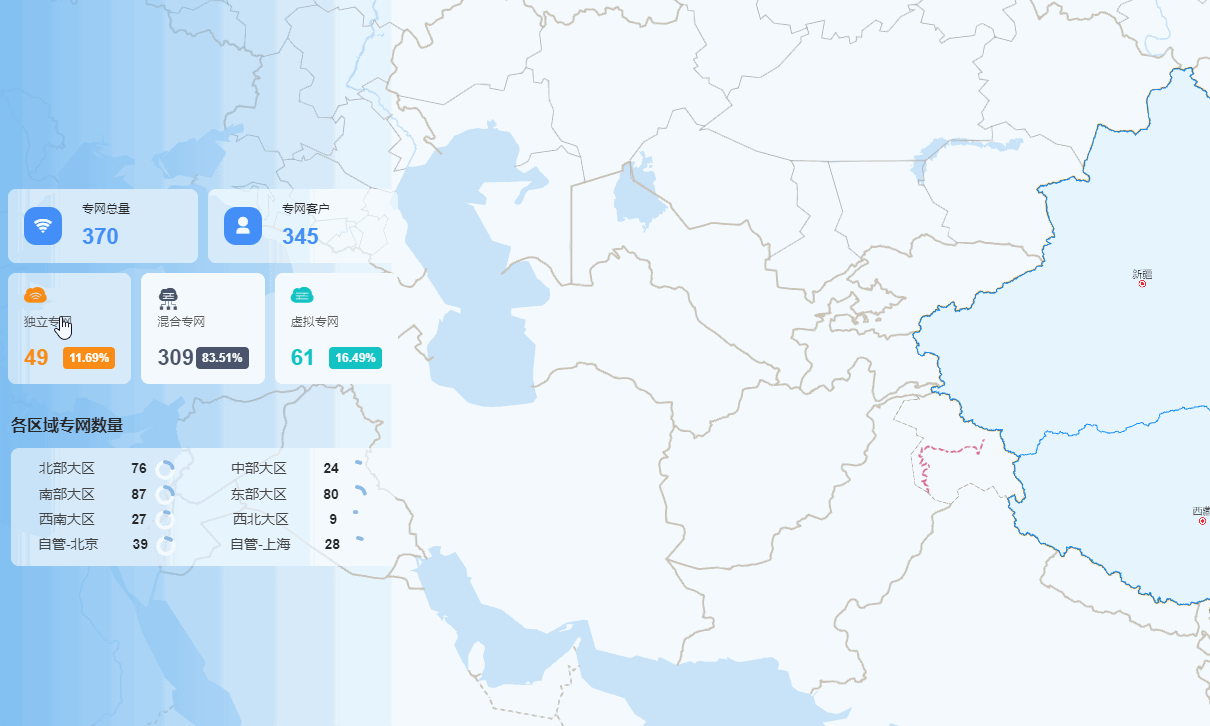 专网总量
370
专网客户
345
独立专网
49 11.69%
混合专网
309 83.51%
虚拟专网
61 16.49%
各区域专网数量
北部大区 76 中部大区 24
南部大区 87 东部大区 80
西南大区 27 西北大区 9
自管-北京 39 自管-上海 28
新疆
西藏